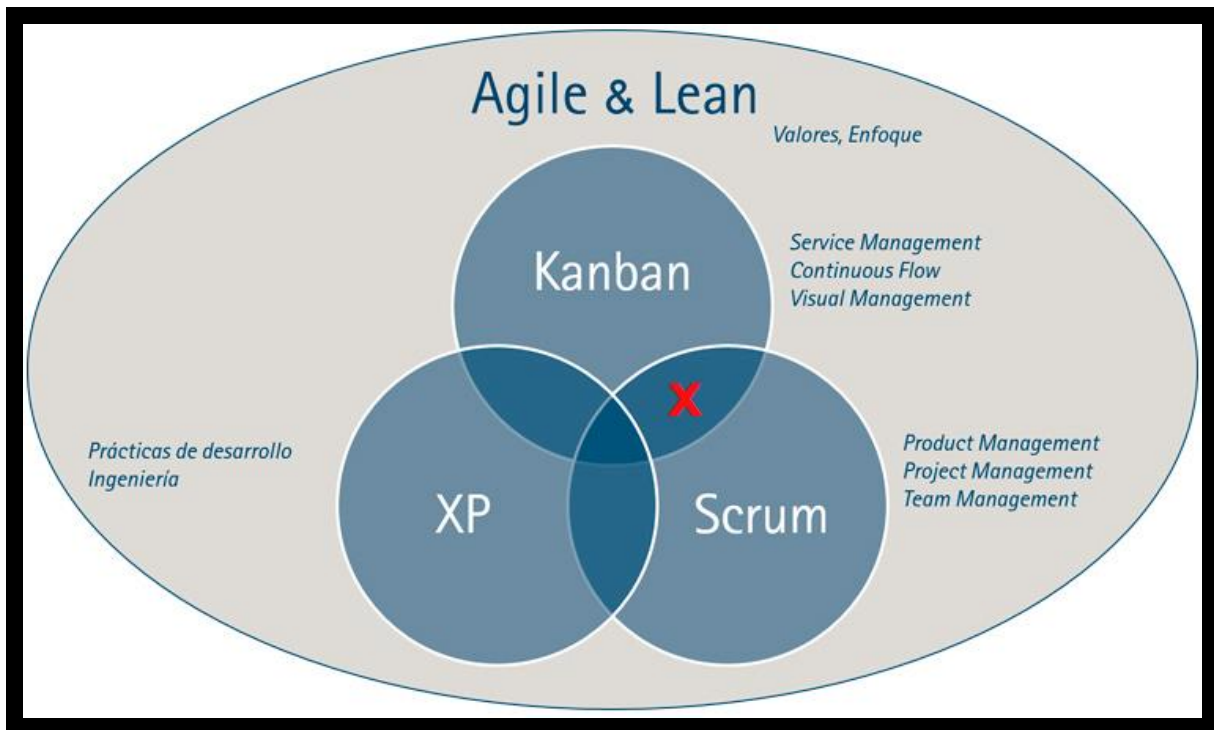 Agile & Lean
Valores, Enfoque
Kanban
Service Management
Continuous Flow
Visual Management
X
Prácticas de desarrollo
Ingeniería
XP
Scrum
Product Management
Project Management
Team Management